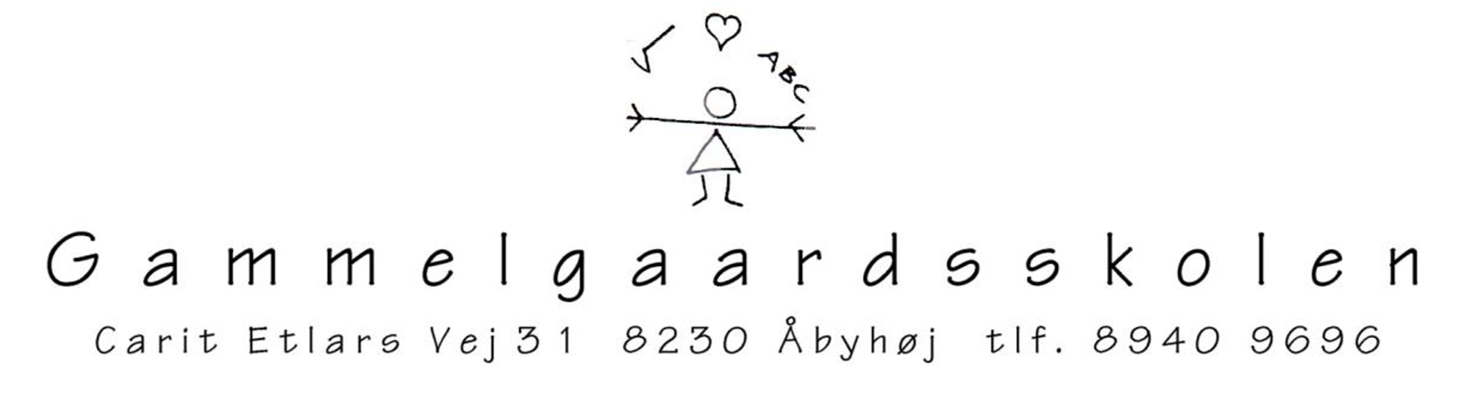 √
ABC
Gammelgaardsskolen
Carit Etlars Vej 31 8230 Åbyhøj tlf. 8940 9696